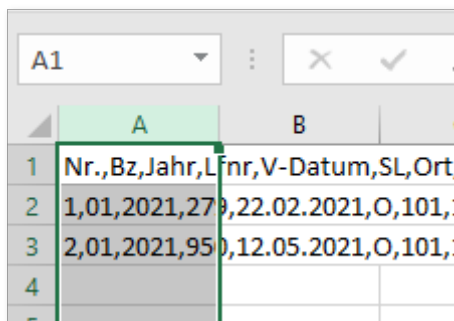 A1
A B
1 Nr.,Bz,Jahr,Lfnr,V-Datum,SL,Ort,
2 1,01,2021,279,22.02.2021,O,101,
3 2,01,2021,950,12.05.2021,O,101,
4